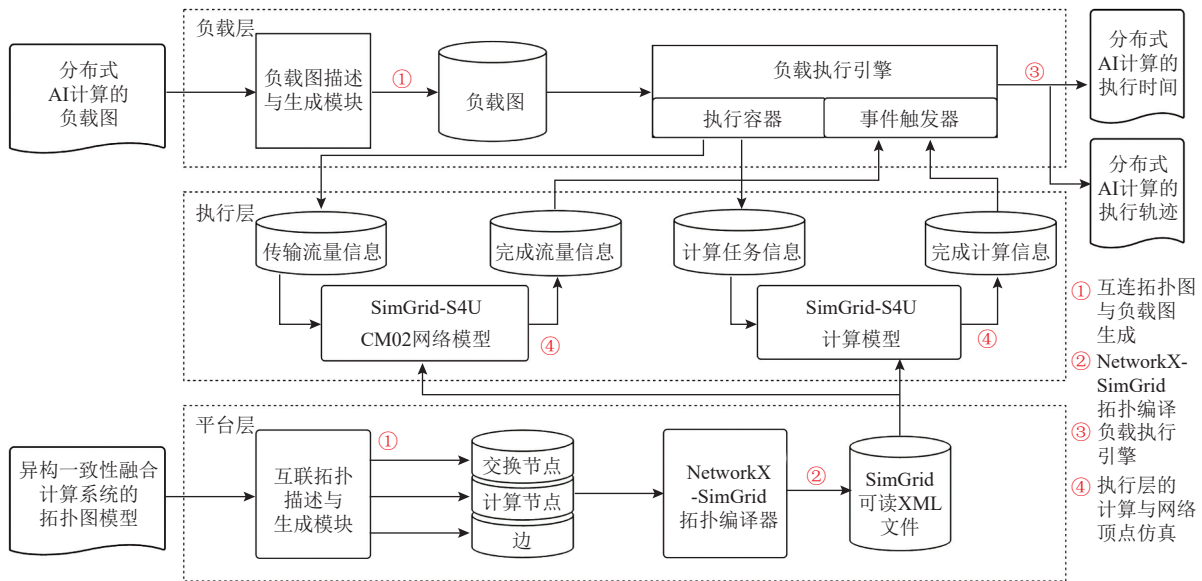 负载层
分布式
AI计算的
负载图
负载图描述
与生成模块
①
负载图
负载执行引擎
执行容器
事件触发器
③
分布式
AI计算的
执行时间
分布式
AI计算的
执行轨迹
执行层
传输流量信息
完成流量信息
计算任务信息
完成计算信息
SimGrid-S4U
CM02网络模型
④
SimGrid-S4U
计算模型
④
平台层
异构一致性融合
计算系统的
拓扑图模型
互联拓扑
描述与
生成模块
①
交换节点
计算节点
边
NetworkX
-SimGrid
拓扑编译器
②
SimGrid
可读XML
文件
① 互连拓扑图
与负载图
生成
② NetworkX-
SimGrid
拓扑编译
③ 负载执行
引擎
④ 执行层的
计算与网络
顶点仿真